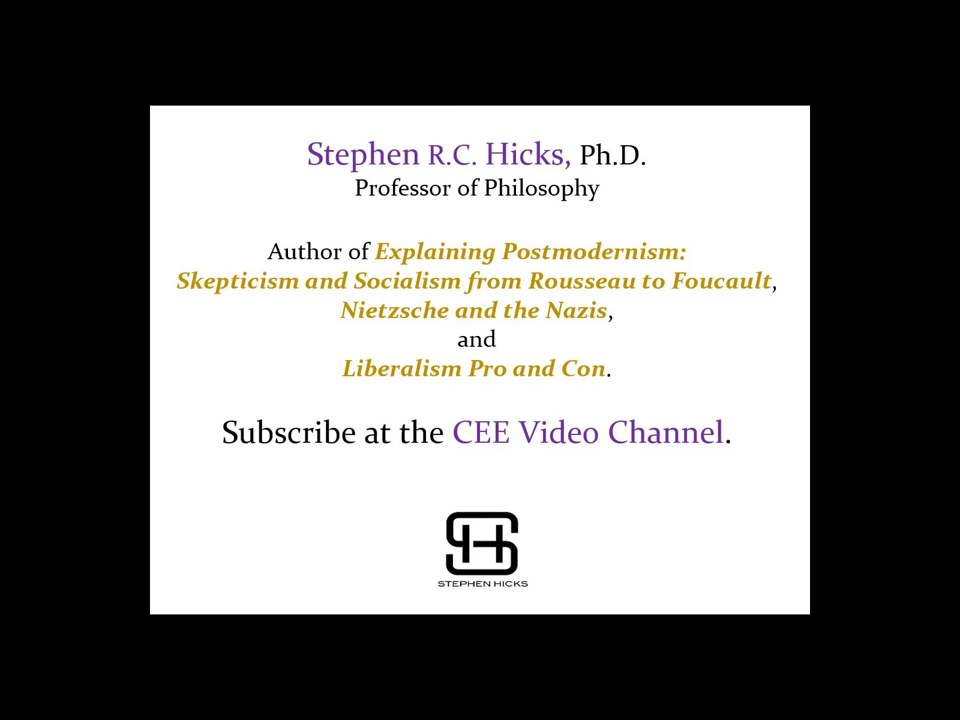 Stephen R.C. Hicks, Ph.D.
Professor of Philosophy
Author of Explaining Postmodernism:
Skepticism and Socialism from Rousseau to Foucault,
Nietzsche and the Nazis,
and
Liberalism Pro and Con.
Subscribe at the CEE Video Channel.
SH
STEPHEN HICKS